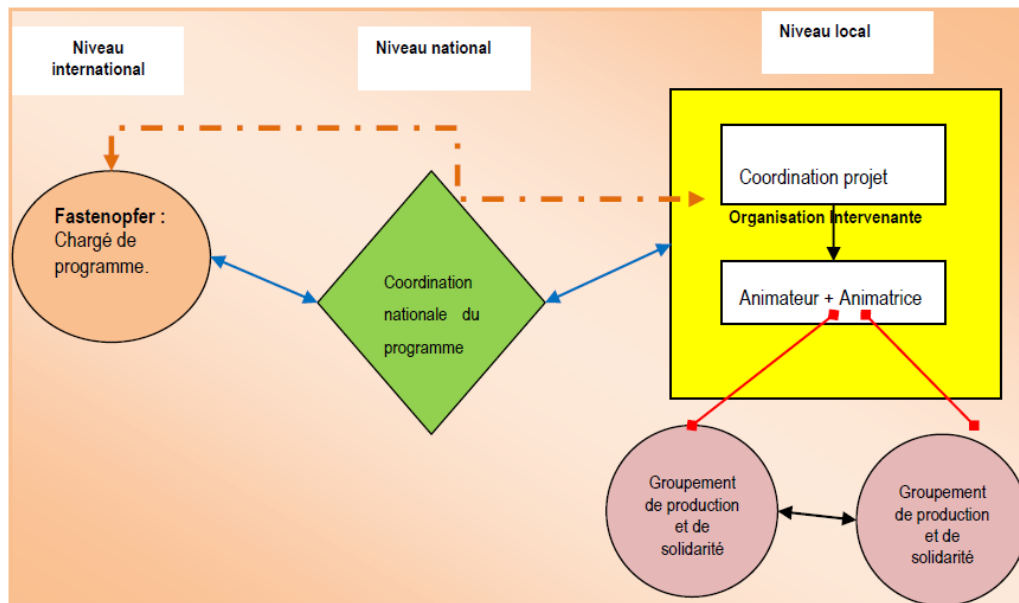 Niveau
international
Niveau national
Niveau local
Fastenopfer :
Chargé de
programme.
Coordination
nationale du
programme
Coordination projet
Organisation Intervenante
Animateur + Animatrice
Groupement
de production
et de
solidarité
Groupement
de production
et de
solidarité